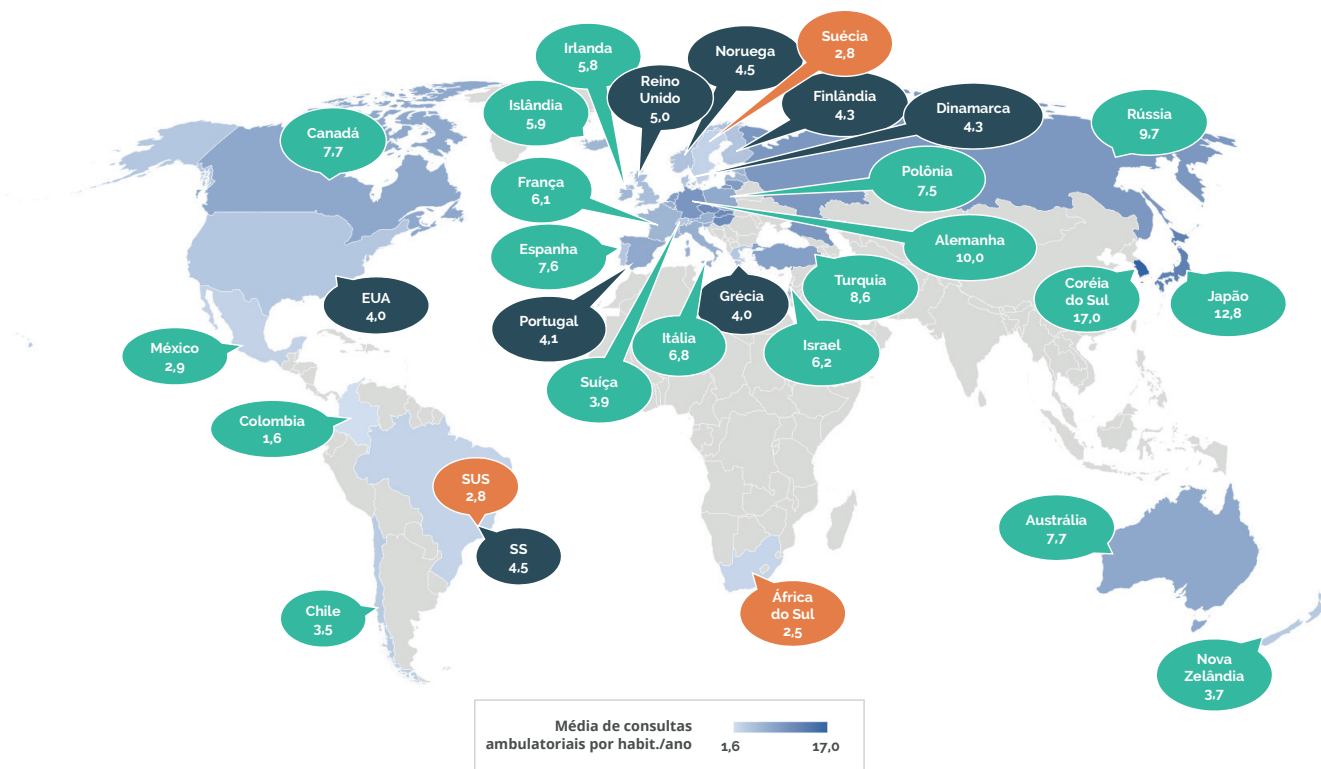 Irlanda
5,8
Noruega
4,5
Suécia
2,8
Reino
Unido
5,0
Finlândia
4,3
Islândia
5,9
Dinamarca
4,3
Rússia
9,7
Canadá
7,7
Polônia
7,5
França
6,1
Alemanha
10,0
Espanha
7,6
Turquia
8,6
Coréia
do Sul
17,0
Japão
12,8
EUA
4,0
Grécia
4,0
Portugal
4,1
México
2,9
Itália
6,8
Israel
6,2
Suíça
3,9
Colombia
1,6
SUS
2,8
SS
4,5
Austrália
7,7
África
do Sul
2,5
Chile
3,5
Nova
Zelândia
3,7
Média de consultas
ambulatoriais por habit./ano
1,6 17,0